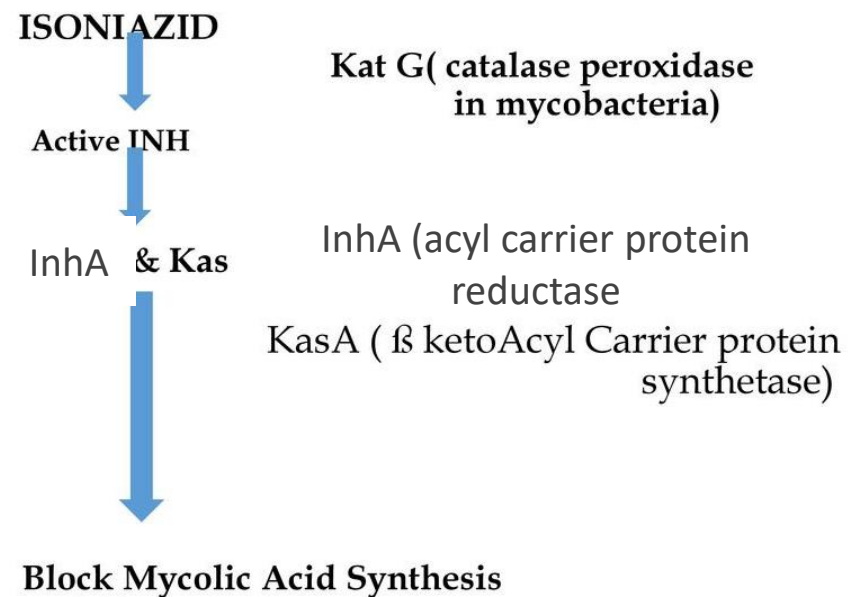 ISONIAZID
Kat G( catalase peroxidase
in mycobacteria)
Active INH
InhA & Kas
InhA (acyl carrier protein
reductase
KasA ( ß ketoAcyl Carrier protein
synthetase)
Block Mycolic Acid Synthesis